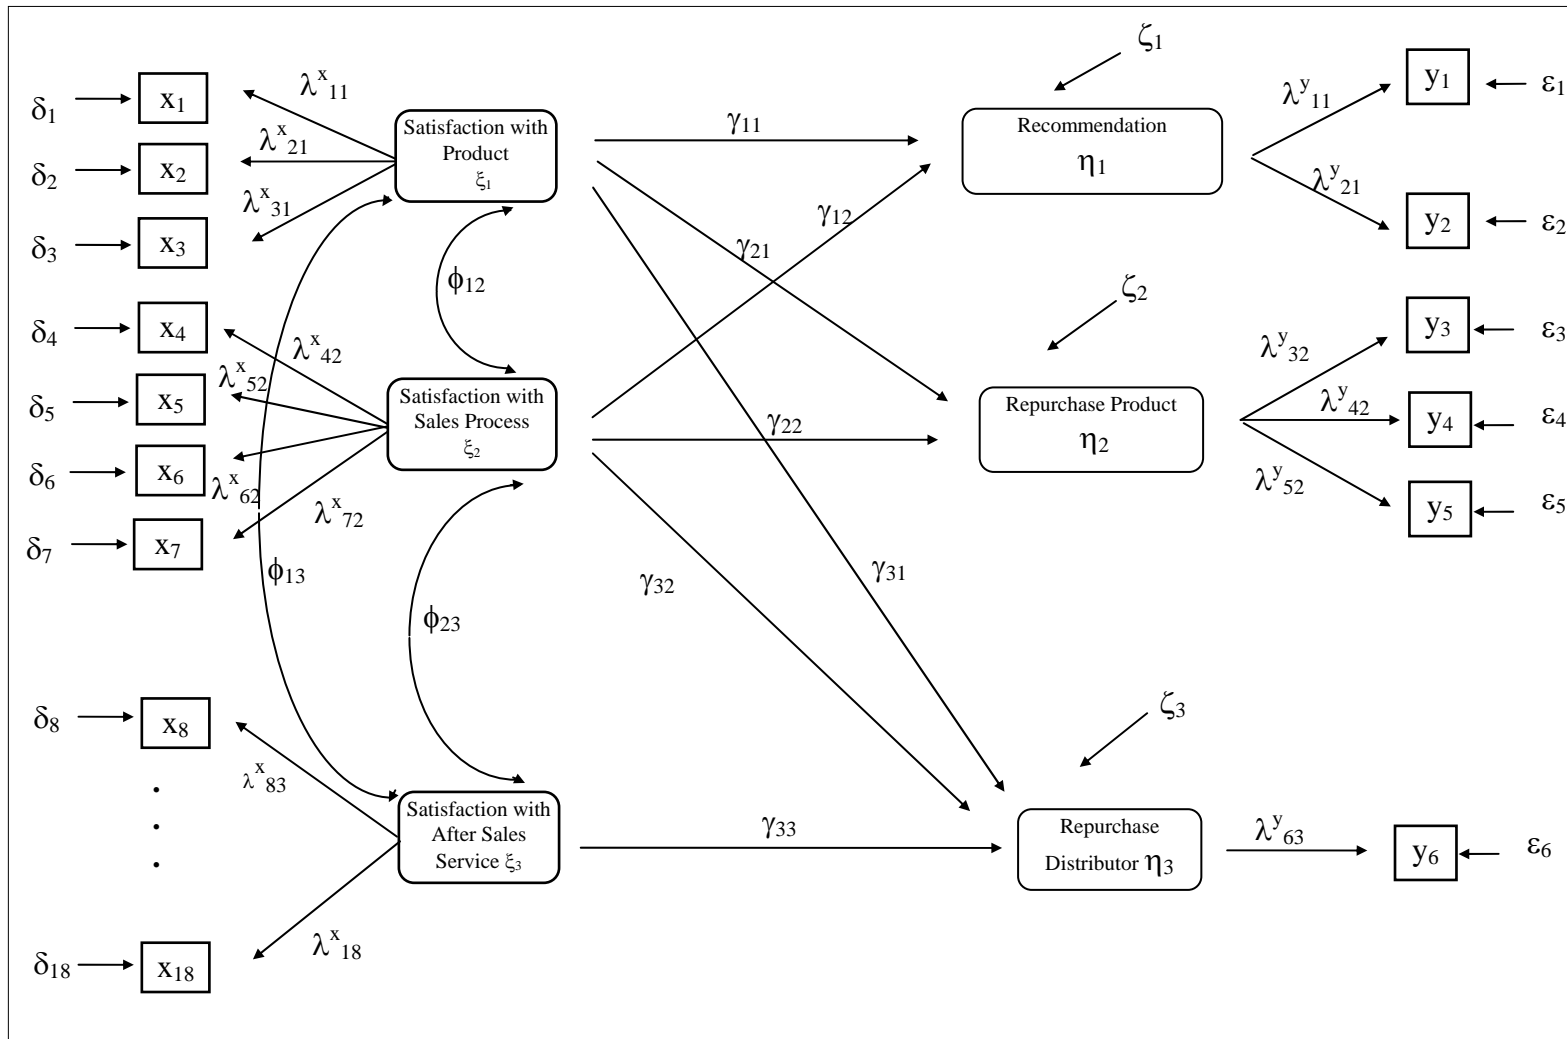 ζ₁
δ₁ x₁ λˣ₁₁ Satisfaction with Product ξ₁ γ₁₁ Recommendation η₁ λʸ₁₁ y₁ ε₁
δ₂ x₂ λˣ₂₁
δ₃ x₃ λˣ₃₁ γ₁₂ λʸ₂₁ y₂ ε₂
γ₂₁
ϕ₁₂ ζ₂
δ₄ x₄ λˣ₄₂ λʸ₃₂ y₃ ε₃
δ₅ x₅ λˣ₅₂ Satisfaction with Sales Process ξ₂ γ₂₂ Repurchase Product η₂ λʸ₄₂ y₄ ε₄
δ₆ x₆ λˣ₆₂
δ₇ x₇ λˣ₇₂ λʸ₅₂ y₅ ε₅
ϕ₁₃ γ₃₂ γ₃₁
ϕ₂₃
δ₈ x₈ ζ₃
λˣ₈₃ Satisfaction with After Sales Service ξ₃ γ₃₃ Repurchase Distributor η₃ λʸ₆₃ y₆ ε₆
δ₁₈ x₁₈ λˣ₁₈